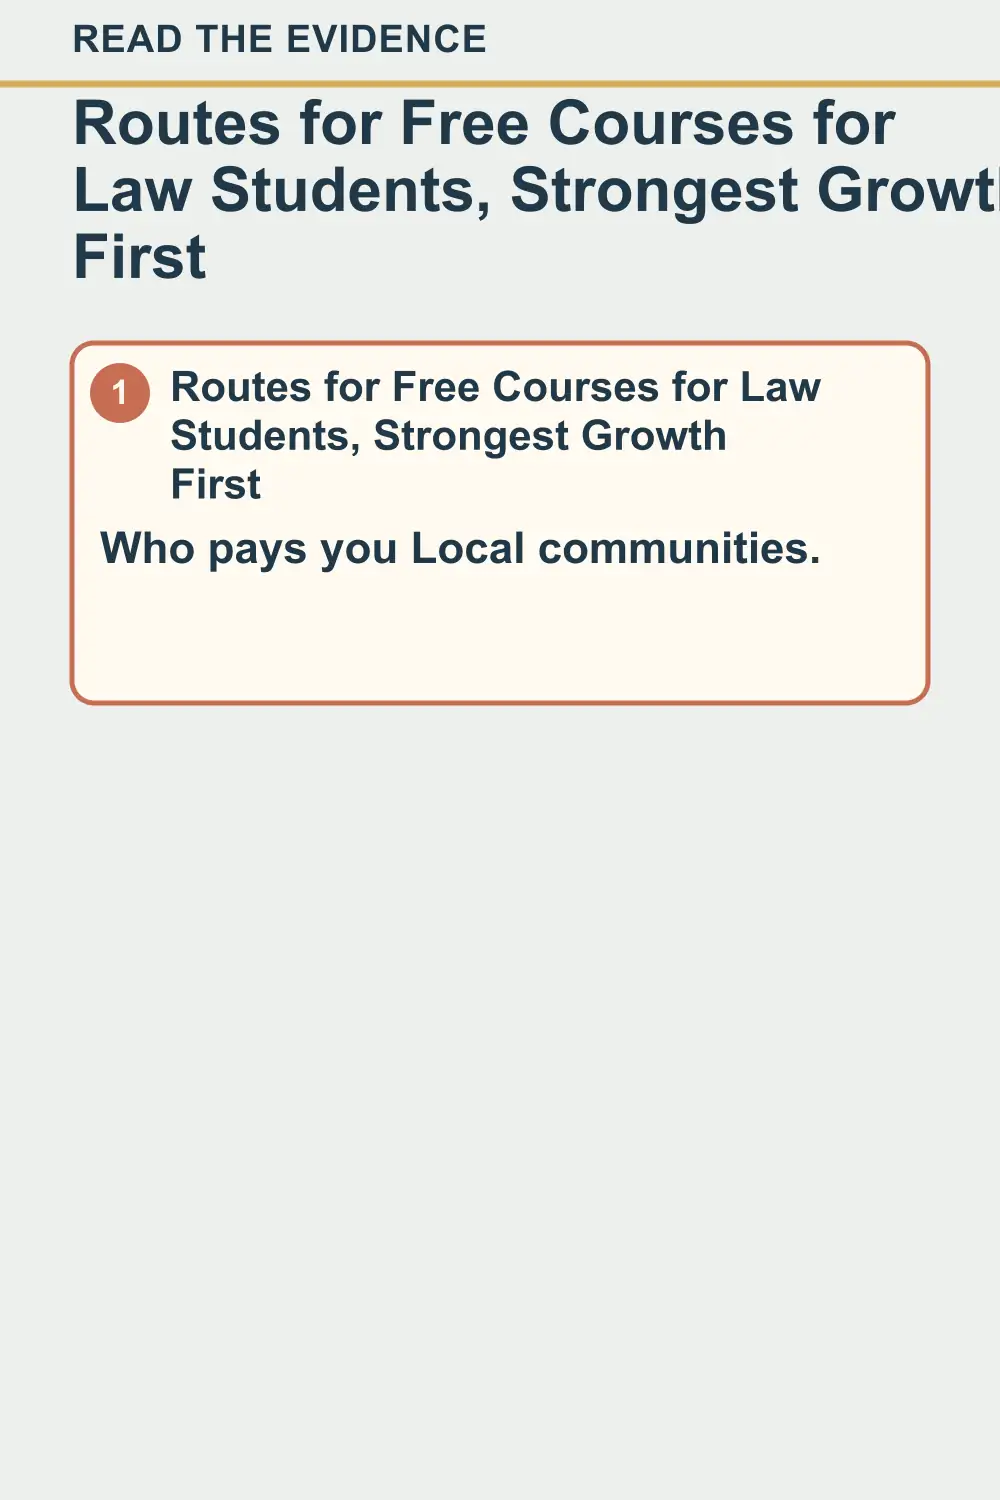 READ THE EVIDENCE
Routes for Free Courses for
Law Students, Strongest Growth
First
1
Routes for Free Courses for Law
Students, Strongest Growth
First
Who pays you Local communities.